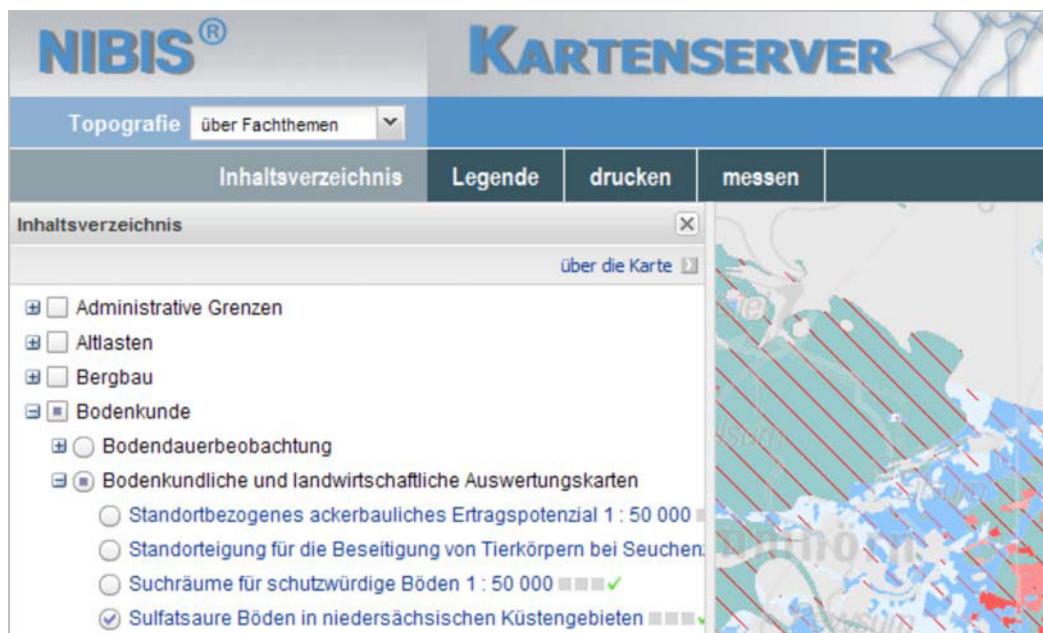 NIBIS® KARTENSERVER
Topografie über Fachthemen
Inhaltsverzeichnis Legende drucken messen
Inhaltsverzeichnis
über die Karte
Administrative Grenzen
Altlasten
Bergbau
Bodenkunde
Bodendauerbeobachtung
Bodenkundliche und landwirtschaftliche Auswertungskarten
Standortbezogenes ackerbauliches Ertragspotenzial 1 : 50 000
Standorteigung für die Beseitigung von Tierkörpern bei Seuchen
Suchräume für schutzwürdige Böden 1 : 50 000
Sulfatsaure Böden in niedersächsischen Küstengebieten